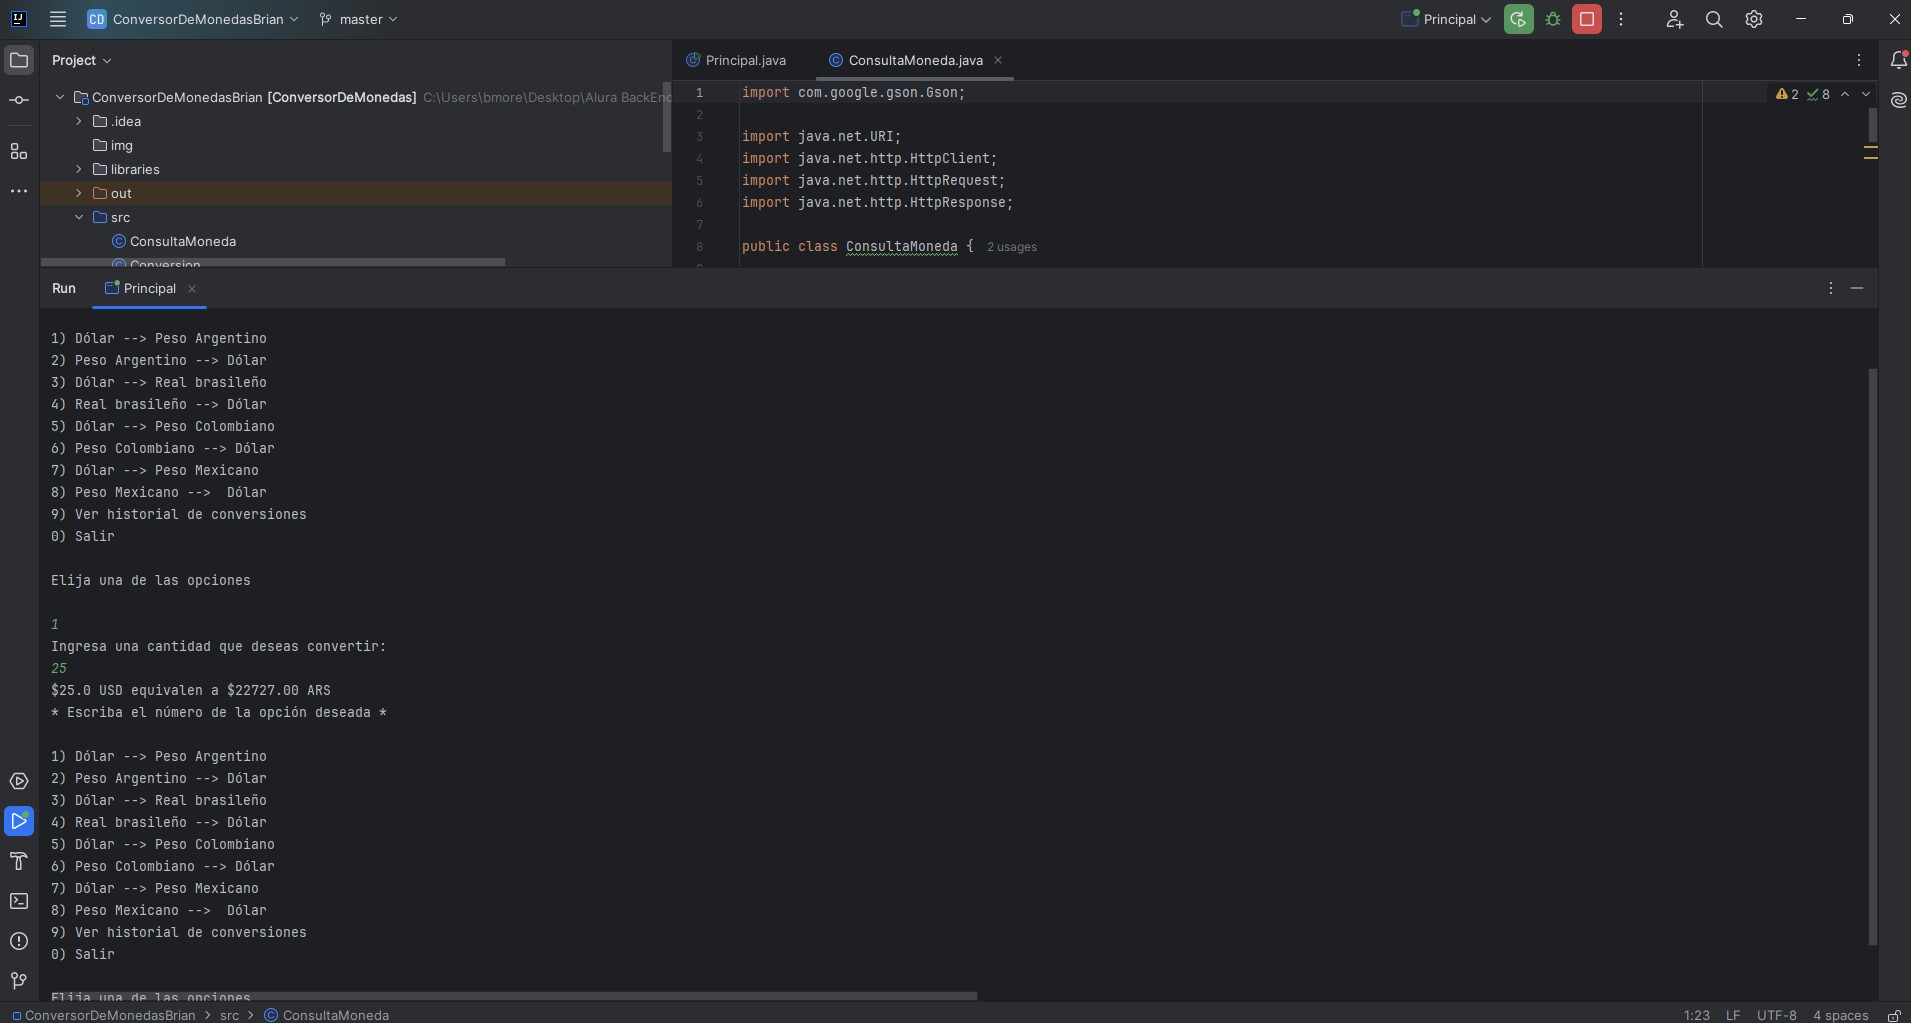 CD ConversorDeMonedasBrian master Principal
Project
ConversorDeMonedasBrian [ConversorDeMonedas] C:\Users\bmore\Desktop\Alura BackEnd
.idea
img
libraries
out
src
ConsultaMoneda
Conversion
Principal.java ConsultaMoneda.java
2 8
1 import com.google.gson.Gson;
2
3 import java.net.URI;
4 import java.net.http.HttpClient;
5 import java.net.http.HttpRequest;
6 import java.net.http.HttpResponse;
7
8 public class ConsultaMoneda { 2 usages
9
Run Principal
1) Dólar --> Peso Argentino
2) Peso Argentino --> Dólar
3) Dólar --> Real brasileño
4) Real brasileño --> Dólar
5) Dólar --> Peso Colombiano
6) Peso Colombiano --> Dólar
7) Dólar --> Peso Mexicano
8) Peso Mexicano -->  Dólar
9) Ver historial de conversiones
0) Salir
Elija una de las opciones
1
Ingresa una cantidad que deseas convertir:
25
$25.0 USD equivalen a $22727.00 ARS
* Escriba el número de la opción deseada *
1) Dólar --> Peso Argentino
2) Peso Argentino --> Dólar
3) Dólar --> Real brasileño
4) Real brasileño --> Dólar
5) Dólar --> Peso Colombiano
6) Peso Colombiano --> Dólar
7) Dólar --> Peso Mexicano
8) Peso Mexicano -->  Dólar
9) Ver historial de conversiones
0) Salir
Elija una de las opciones
ConversorDeMonedasBrian > src > ConsultaMoneda 1:23 LF UTF-8 4 spaces